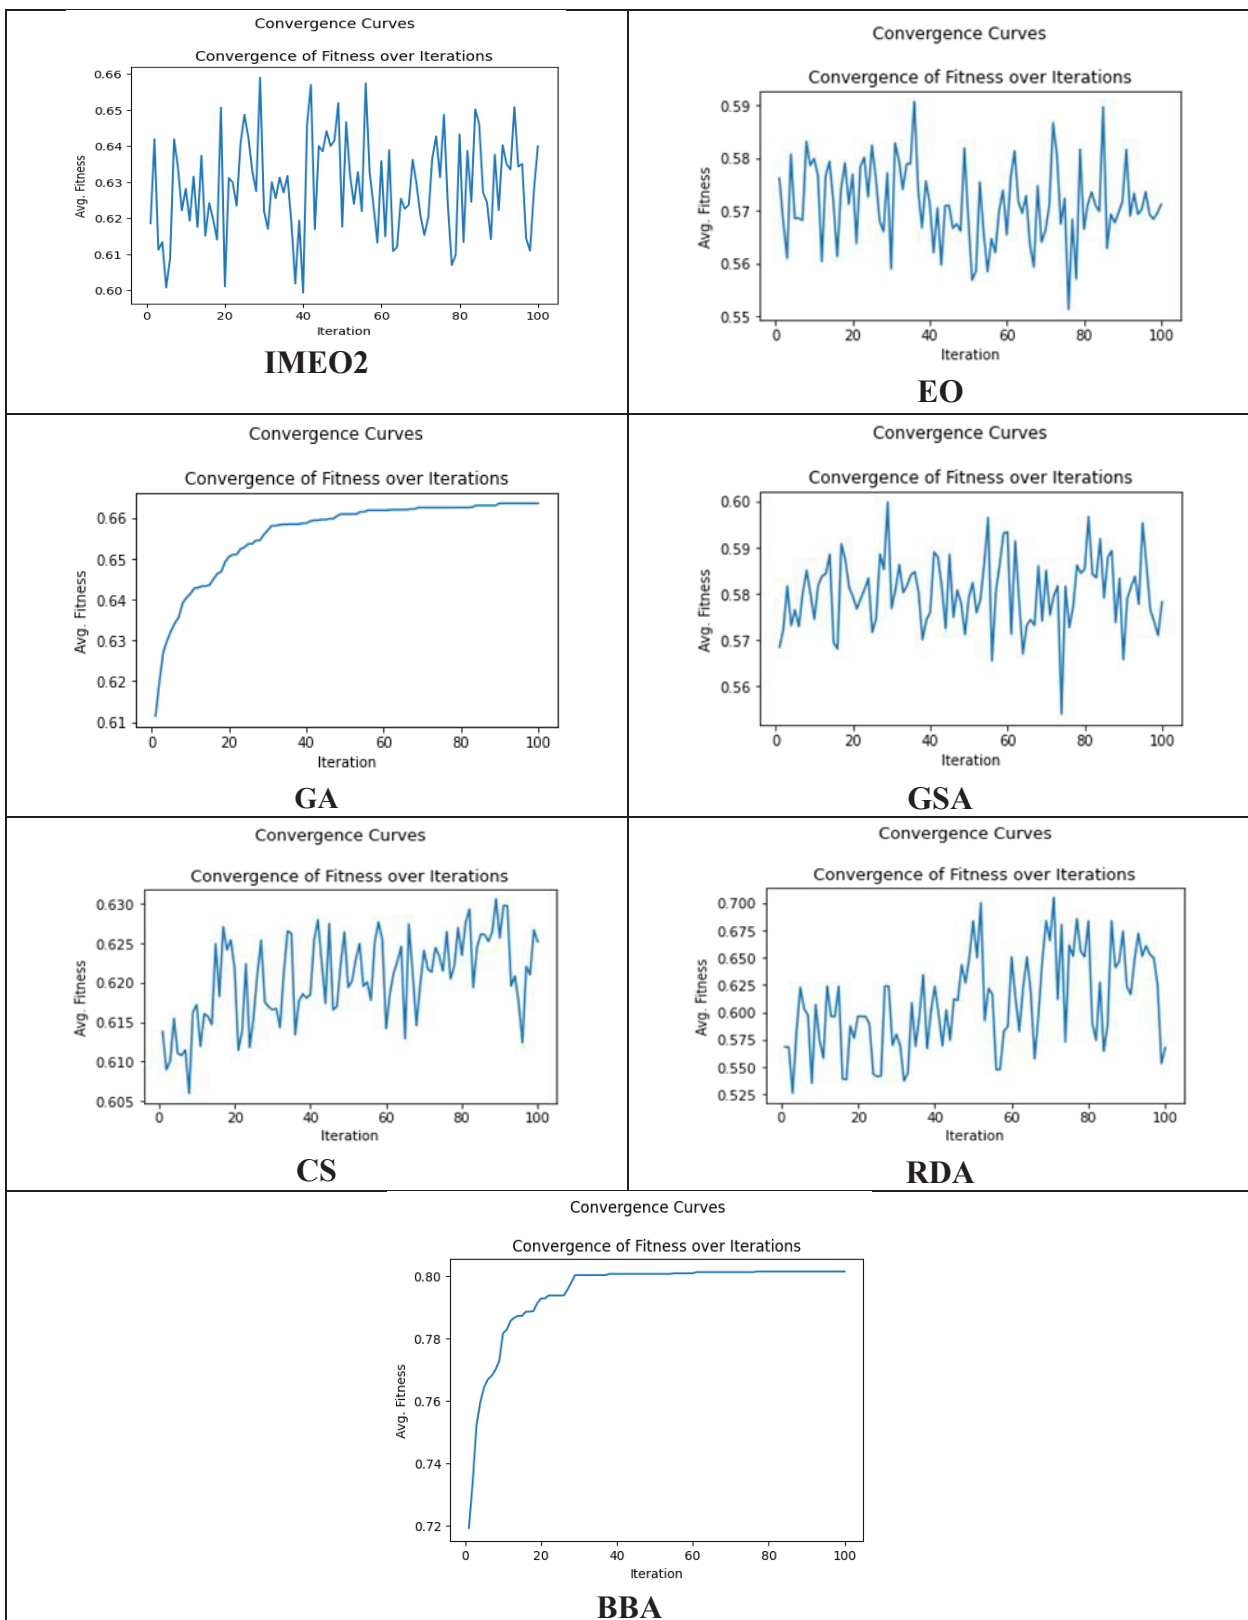 Convergence Curves
Convergence of Fitness over Iterations
0.66
0.65
0.64
0.63
0.62
0.61
0.60
Avg. Fitness
0 20 40 60 80 100
Iteration
IMEO2
Convergence Curves
Convergence of Fitness over Iterations
0.59
0.58
0.57
0.56
0.55
Avg. Fitness
0 20 40 60 80 100
Iteration
EO
Convergence Curves
Convergence of Fitness over Iterations
0.66
0.65
0.64
0.63
0.62
0.61
Avg. Fitness
0 20 40 60 80 100
Iteration
GA
Convergence Curves
Convergence of Fitness over Iterations
0.60
0.59
0.58
0.57
0.56
Avg. Fitness
0 20 40 60 80 100
Iteration
GSA
Convergence Curves
Convergence of Fitness over Iterations
0.630
0.625
0.620
0.615
0.610
0.605
Avg. Fitness
0 20 40 60 80 100
Iteration
CS
Convergence Curves
Convergence of Fitness over Iterations
0.700
0.675
0.650
0.625
0.600
0.575
0.550
0.525
Avg. Fitness
0 20 40 60 80 100
Iteration
RDA
Convergence Curves
Convergence of Fitness over Iterations
0.80
0.78
0.76
0.74
0.72
Avg. Fitness
0 20 40 60 80 100
Iteration
BBA